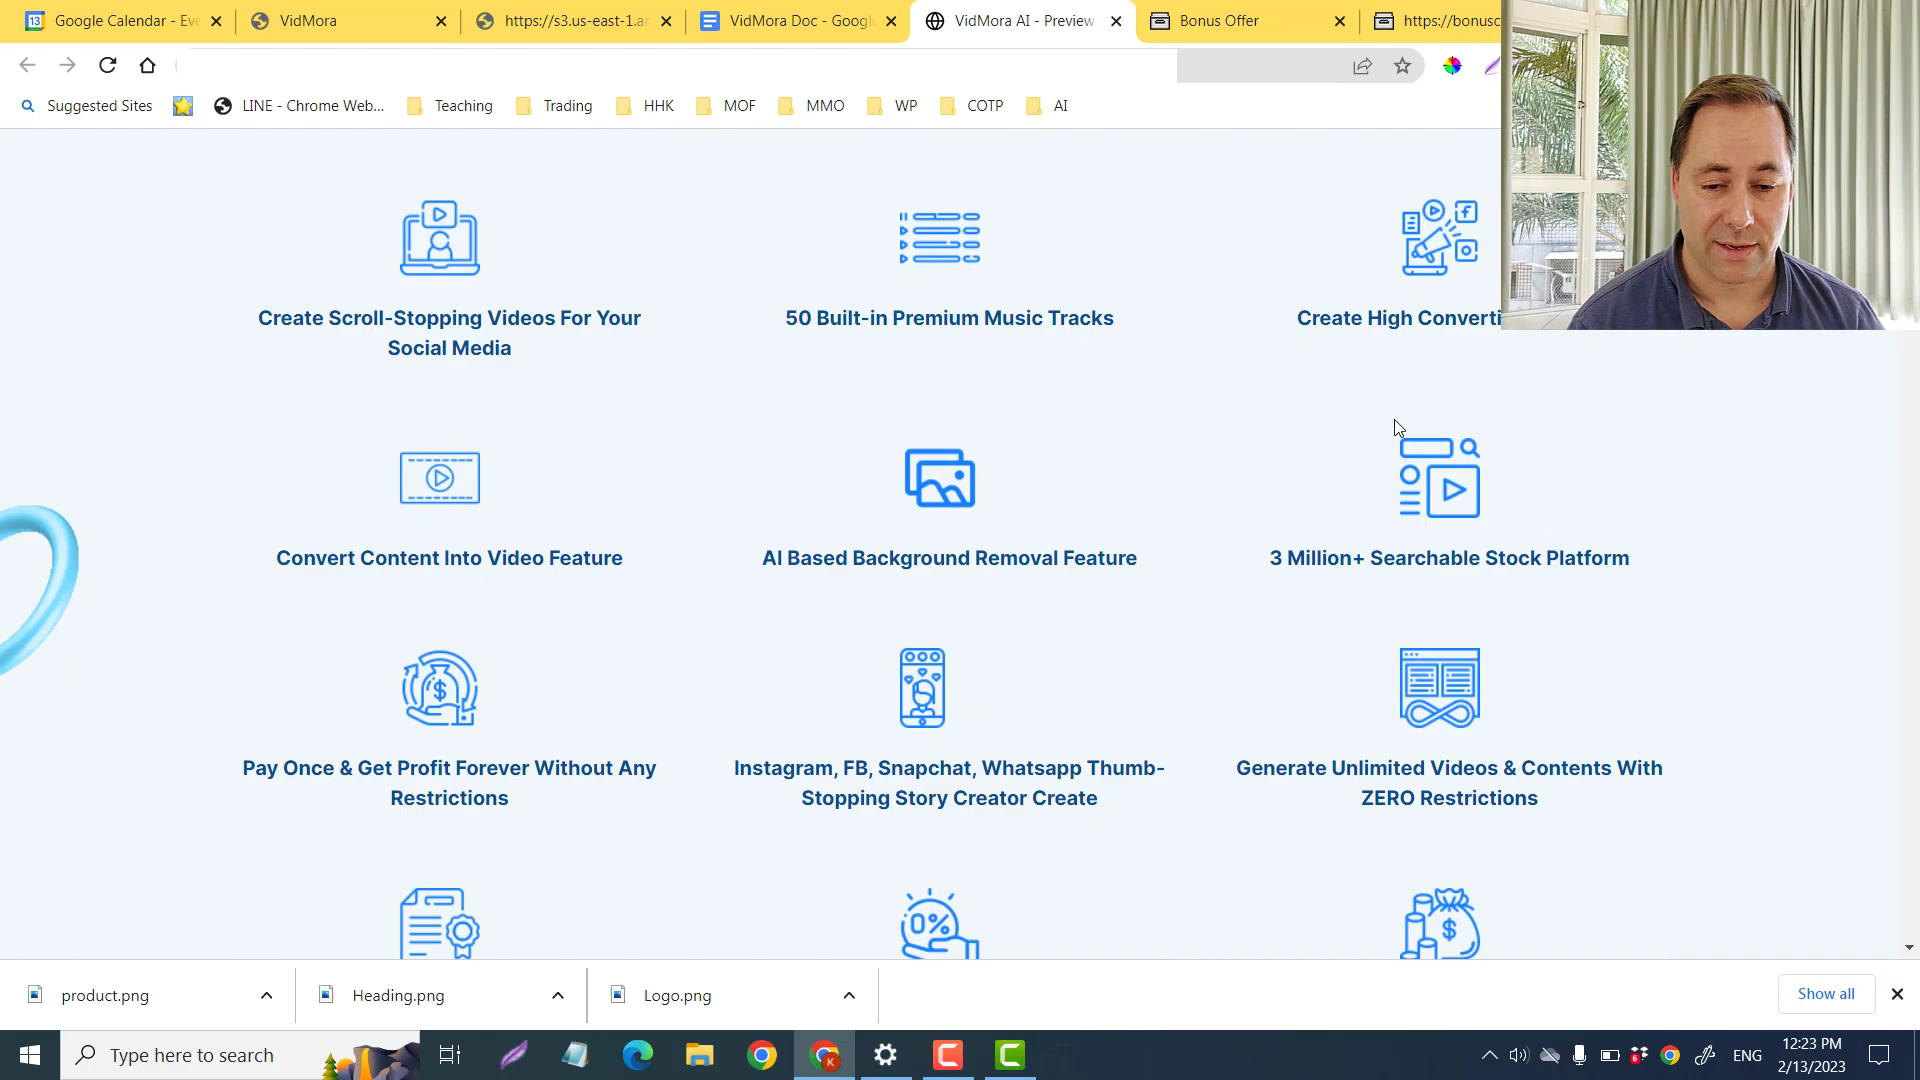 13 Google Calendar - Eve
VidMora
https://s3.us-east-1.ar
VidMora Doc - Google
VidMora AI - Preview
Bonus Offer
https://bonusc
Suggested Sites
LINE - Chrome Web...
Teaching
Trading
HHK
MOF
MMO
WP
COTP
AI
Create Scroll-Stopping Videos For Your
Social Media
50 Built-in Premium Music Tracks
Create High Converti
Convert Content Into Video Feature
AI Based Background Removal Feature
3 Million+ Searchable Stock Platform
Pay Once & Get Profit Forever Without Any
Restrictions
Instagram, FB, Snapchat, Whatsapp Thumb-
Stopping Story Creator Create
Generate Unlimited Videos & Contents With
ZERO Restrictions
0%
product.png
Heading.png
Logo.png
Show all
Type here to search
ENG
12:23 PM
2/13/2023